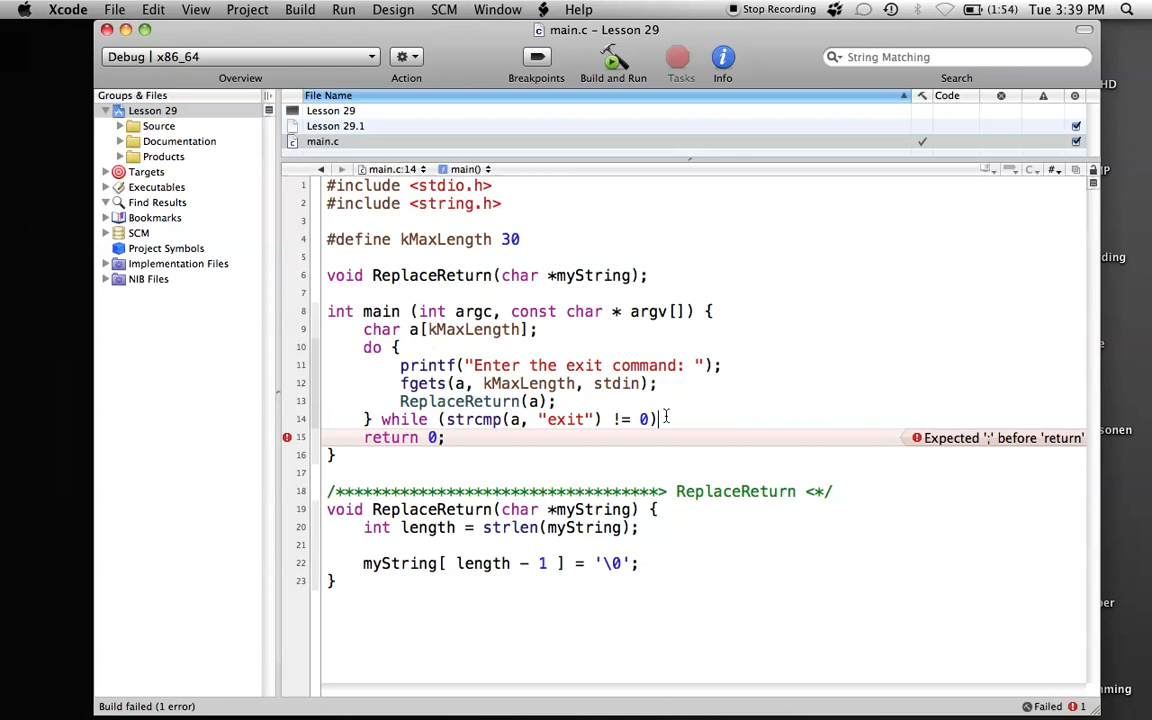 Xcode File Edit View Project Build Run Design SCM Window Help Stop Recording (1:54) Tue 3:39 PM
main.c – Lesson 29
Debug | x86_64
String Matching
Overview Action Breakpoints Build and Run Tasks Info Search
Groups & Files File Name Code
Lesson 29 Lesson 29
Source Lesson 29.1
Documentation main.c
Products
Targets main.c:14 main()
Executables
Find Results
Bookmarks
SCM
Project Symbols
Implementation Files
NIB Files
1 #include <stdio.h>
2 #include <string.h>
3
4 #define kMaxLength 30
5
6 void ReplaceReturn(char *myString);
7
8 int main (int argc, const char * argv[]) {
9 char a[kMaxLength];
10 do {
11 printf("Enter the exit command: ");
12 fgets(a, kMaxLength, stdin);
13 ReplaceReturn(a);
14 } while (strcmp(a, "exit") != 0)
15 return 0; Expected ';' before 'return'
16 }
17
18 /***********************************> ReplaceReturn <*/
19 void ReplaceReturn(char *myString) {
20 int length = strlen(myString);
21
22 myString[ length - 1 ] = '\0';
23 }
Build failed (1 error) Failed 1
HD
ding
onen
mming